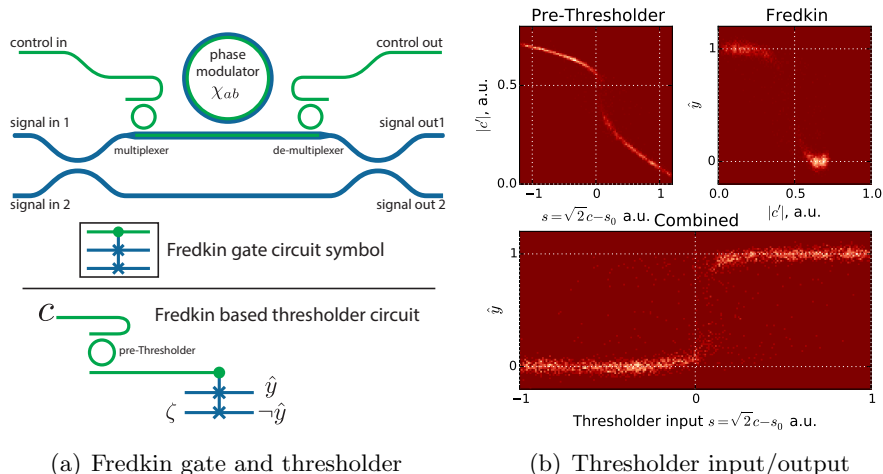 control in
control out
phase
modulator
χab
signal in 1
signal out1
multiplexer
de-multiplexer
signal in 2
signal out 2
Fredkin gate circuit symbol
c
Fredkin based thresholder circuit
pre-Thresholder
ŷ
ζ
¬ŷ
(a) Fredkin gate and thresholder
Pre-Thresholder
0.5
0.0
|c'|, a.u.
−1
0
1
s=√2c−s₀ a.u.
Fredkin
1
0
ŷ
0.0
0.5
1.0
|c'|, a.u.
Combined
1
0
ŷ
−1
0
1
Thresholder input s=√2c−s₀ a.u.
(b) Thresholder input/output